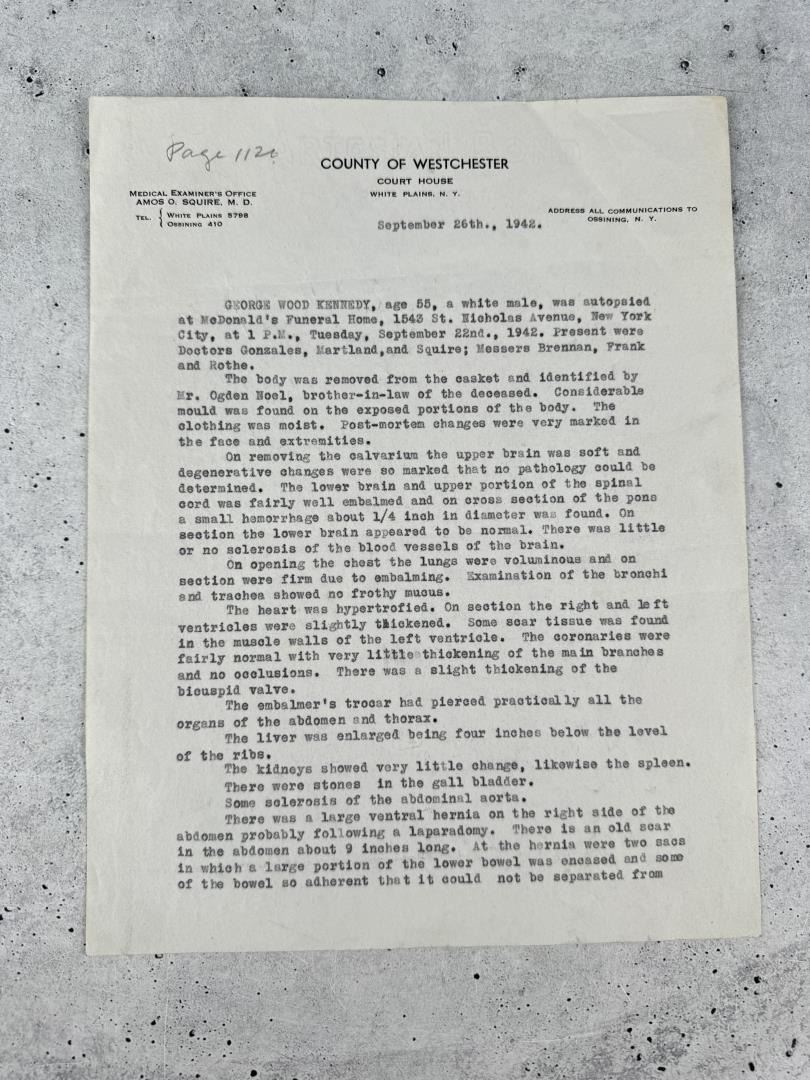 Page 112
COUNTY OF WESTCHESTER
COURT HOUSE
WHITE PLAINS, N. Y.
MEDICAL EXAMINER'S OFFICE
AMOS O. SQUIRE, M. D.
TEL. { WHITE PLAINS 5798
OSSINING 410
ADDRESS ALL COMMUNICATIONS TO
OSSINING, N. Y.
September 26th., 1942.
GEORGE WOOD KENNEDY, age 55, a white male, was autopsied
at McDonald's Funeral Home, 1543 St. Nicholas Avenue, New York
City, at 1 P.M., Tuesday, September 22nd., 1942. Present were
Doctors Gonzales, Martland,and Squire; Messers Brennan, Frank
and Rothe.
The body was removed from the casket and identified by
Mr. Ogden Noel, brother-in-law of the deceased. Considerable
mould was found on the exposed portions of the body. The
clothing was moist. Post-mortem changes were very marked in
the face and extremities.
On removing the calvarium the upper brain was soft and
degenerative changes were so marked that no pathology could be
determined. The lower brain and upper portion of the spinal
cord was fairly well embalmed and on cross section of the pons
a small hemorrhage about 1/4 inch in diameter was found. On
section the lower brain appeared to be normal. There was little
or no sclerosis of the blood vessels of the brain.
On opening the chest the lungs were voluminous and on
section were firm due to embalming. Examination of the bronchi
and trachea showed no frothy mucus.
The heart was hypertrofied. On section the right and left
ventricles were slightly thickened. Some scar tissue was found
in the muscle walls of the left ventricle. The coronaries were
fairly normal with very little thickening of the main branches
and no occlusions. There was a slight thickening of the
bicuspid valve.
The embalmer's trocar had pierced practically all the
organs of the abdomen and thorax.
The liver was enlarged being four inches below the level
of the ribs.
The kidneys showed very little change, likewise the spleen.
There were stones in the gall bladder.
Some sclerosis of the abdominal aorta.
There was a large ventral hernia on the right side of the
abdomen probably following a laparadomy. There is an old scar
in the abdomen about 9 inches long. At the hernia were two sacs
in which a large portion of the lower bowel was encased and some
of the bowel so adherent that it could not be separated from